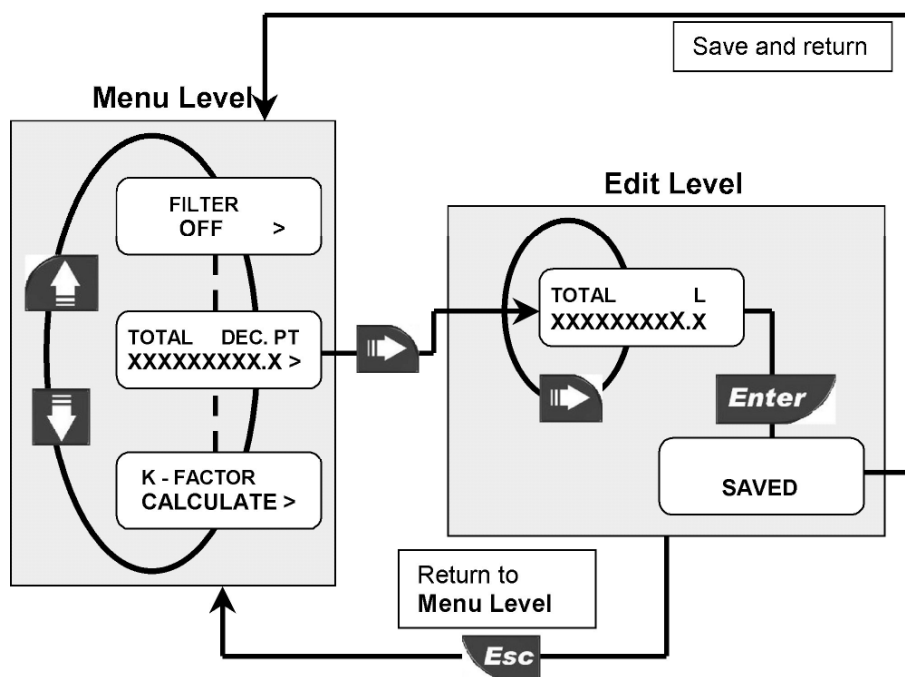 Save and return
Menu Level
FILTER
OFF >
TOTAL DEC. PT
XXXXXXXXX.X >
K - FACTOR
CALCULATE >
Edit Level
TOTAL L
XXXXXXXXX.X
Enter
SAVED
Return to
Menu Level
Esc